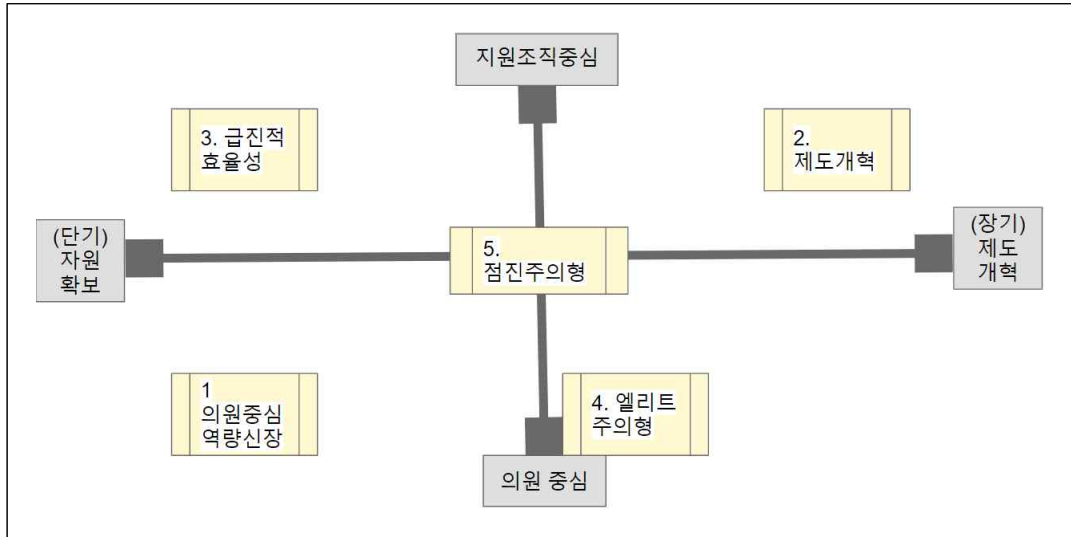 지원조직중심
3. 급진적
효율성
2.
제도개혁
(단기)
자원
확보
5.
점진주의형
(장기)
제도
개혁
1
의원중심
역량신장
4. 엘리트
주의형
의원 중심